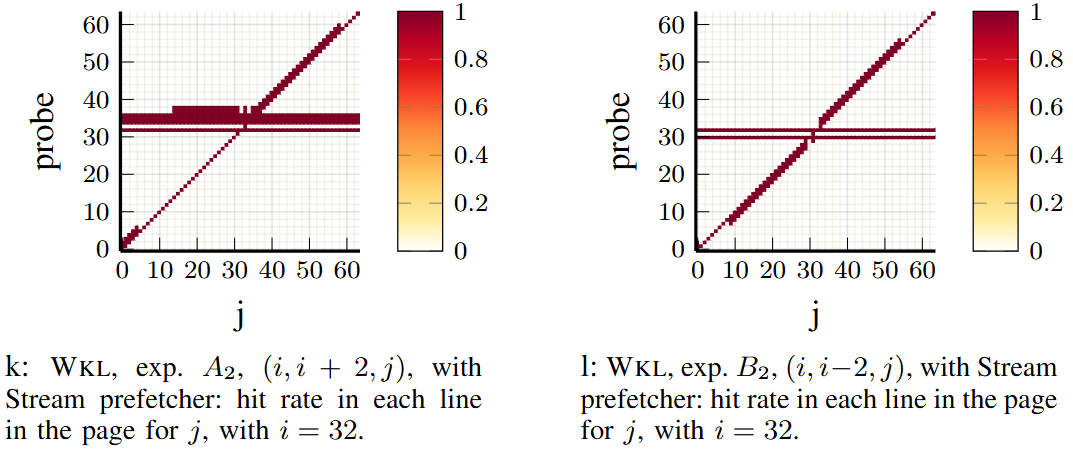 60
50
40
30
20
10
0
probe
0 10 20 30 40 50 60
j
1
0.8
0.6
0.4
0.2
0
k: WKL, exp. A₂, (i, i + 2, j), with
Stream prefetcher: hit rate in each line
in the page for j, with i = 32.
60
50
40
30
20
10
0
probe
0 10 20 30 40 50 60
j
1
0.8
0.6
0.4
0.2
0
l: WKL, exp. B₂, (i, i−2, j), with Stream
prefetcher: hit rate in each line in the page
for j, with i = 32.